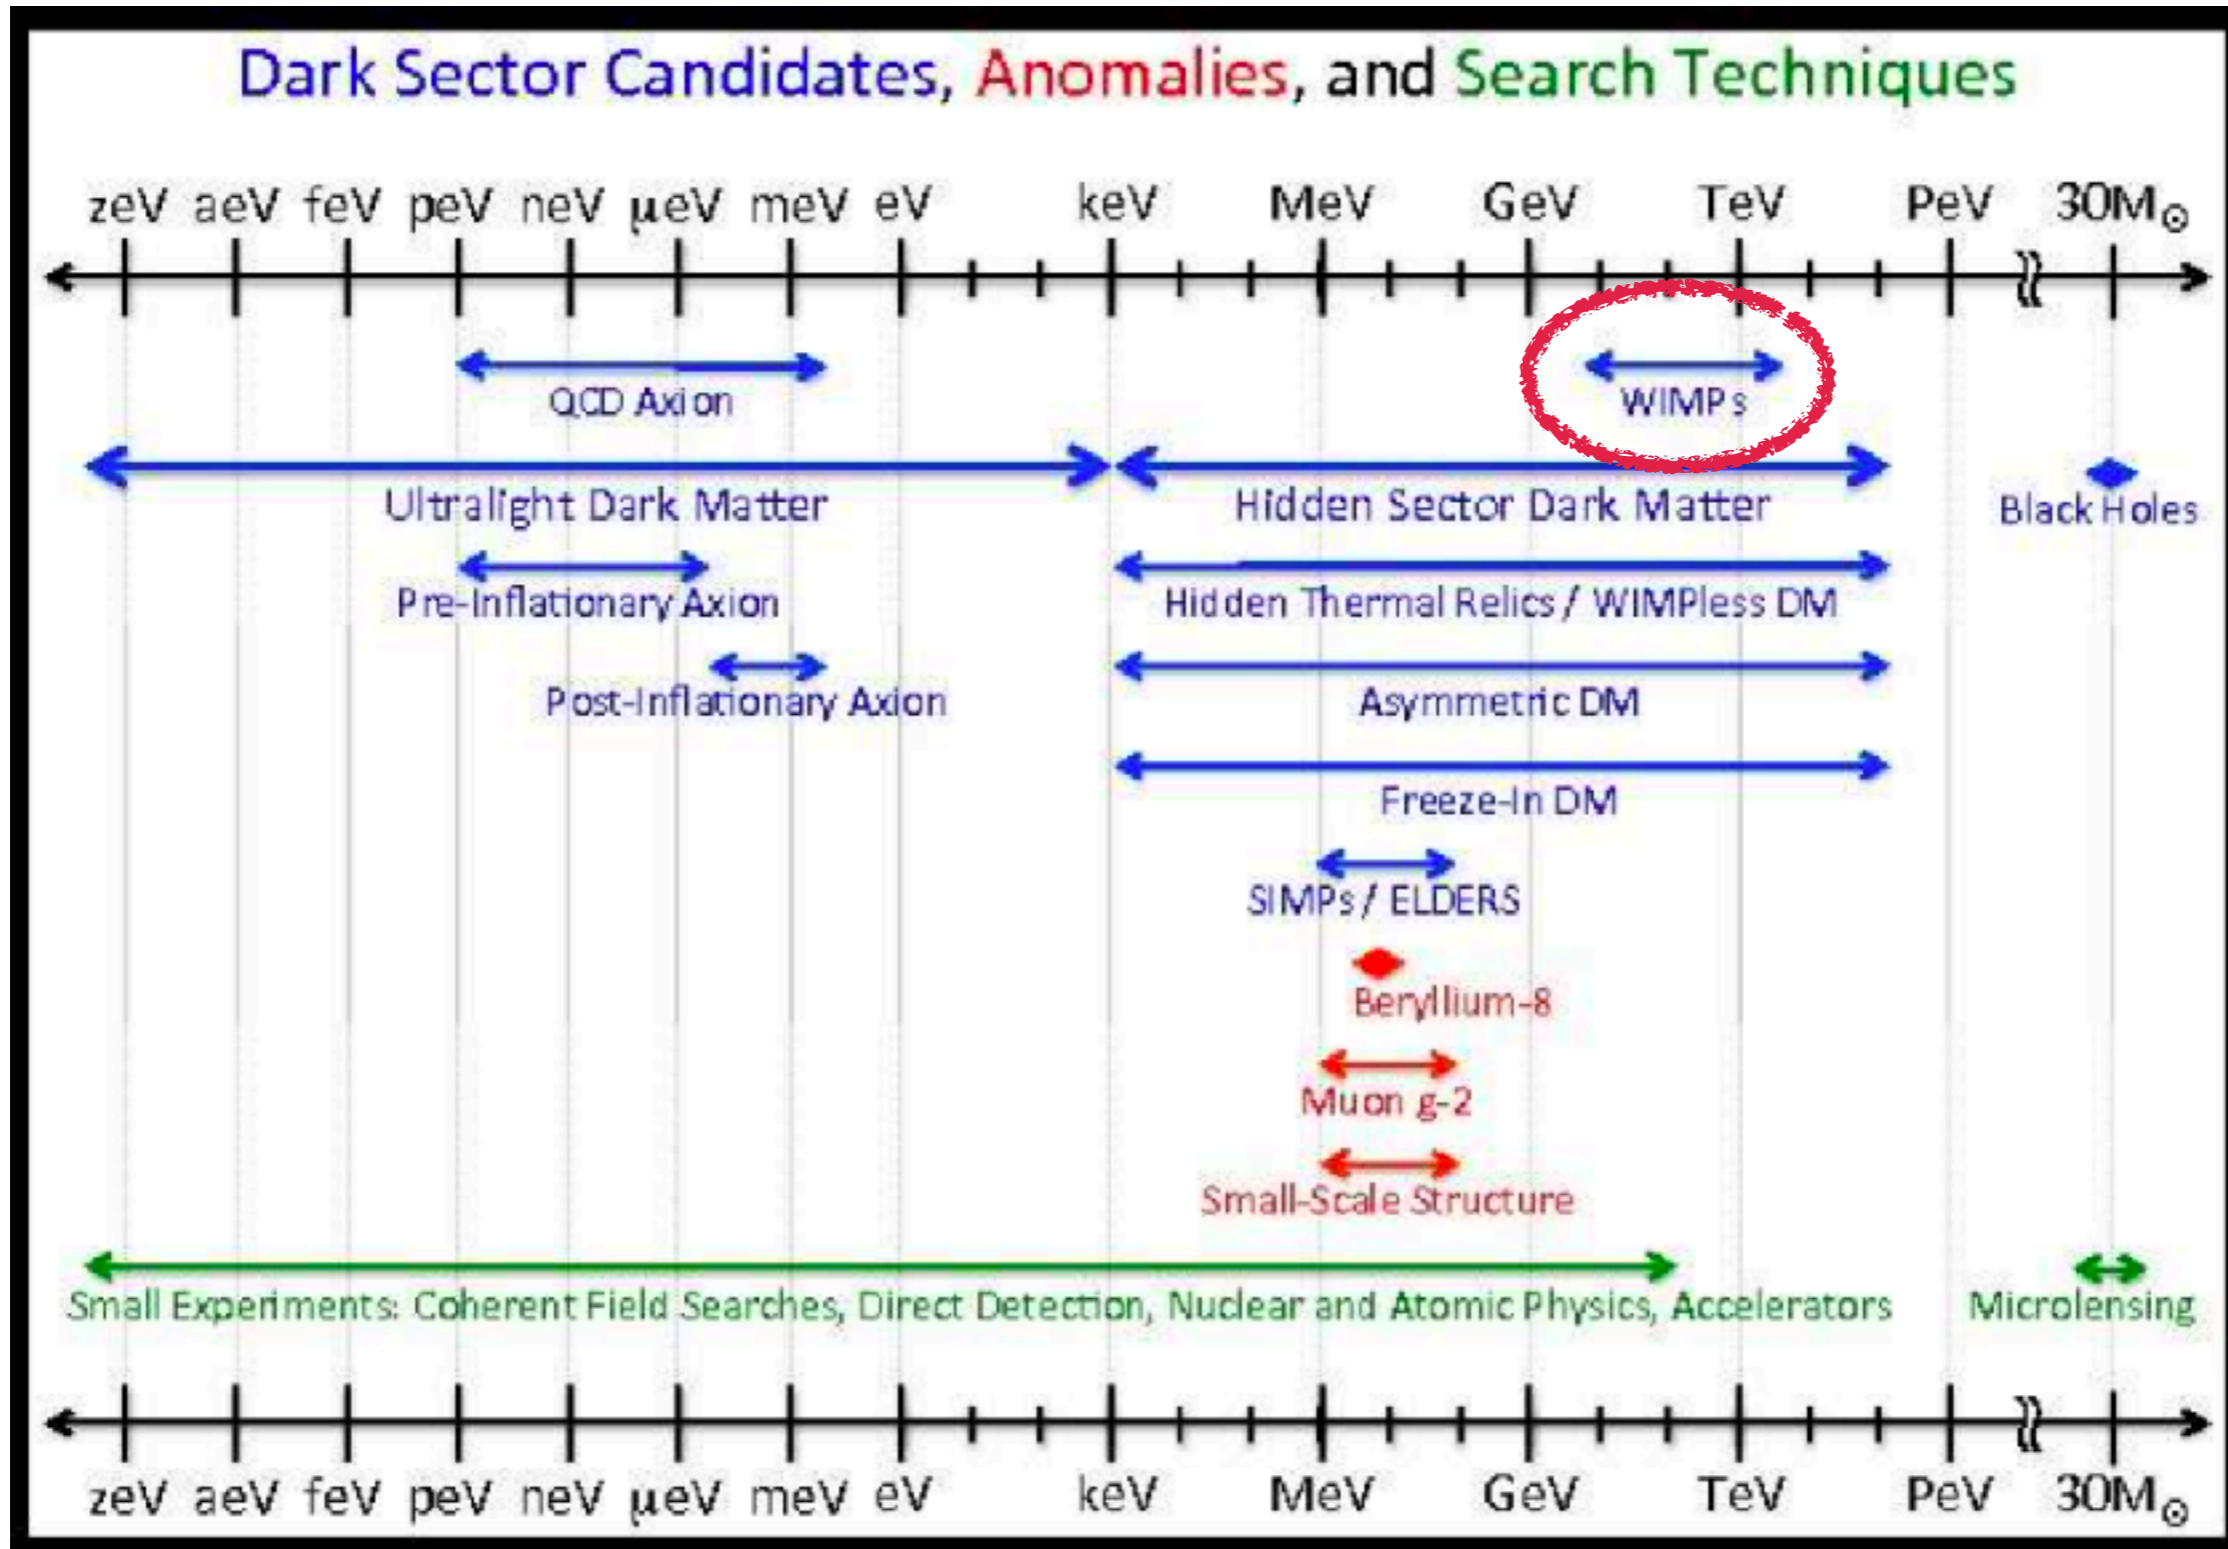 Dark Sector Candidates, Anomalies, and Search Techniques
zeV aeV feV peV neV μeV meV eV keV MeV GeV TeV PeV 30M⊙
QCD Axion WIMPs
Ultralight Dark Matter Hidden Sector Dark Matter Black Holes
Pre-Inflationary Axion Hidden Thermal Relics / WIMPless DM
Post-Inflationary Axion Asymmetric DM
Freeze-In DM
SIMPs / ELDERS
Beryllium-8
Muon g-2
Small-Scale Structure
Small Experiments: Coherent Field Searches, Direct Detection, Nuclear and Atomic Physics, Accelerators Microlensing
zeV aeV feV peV neV μeV meV eV keV MeV GeV TeV PeV 30M⊙